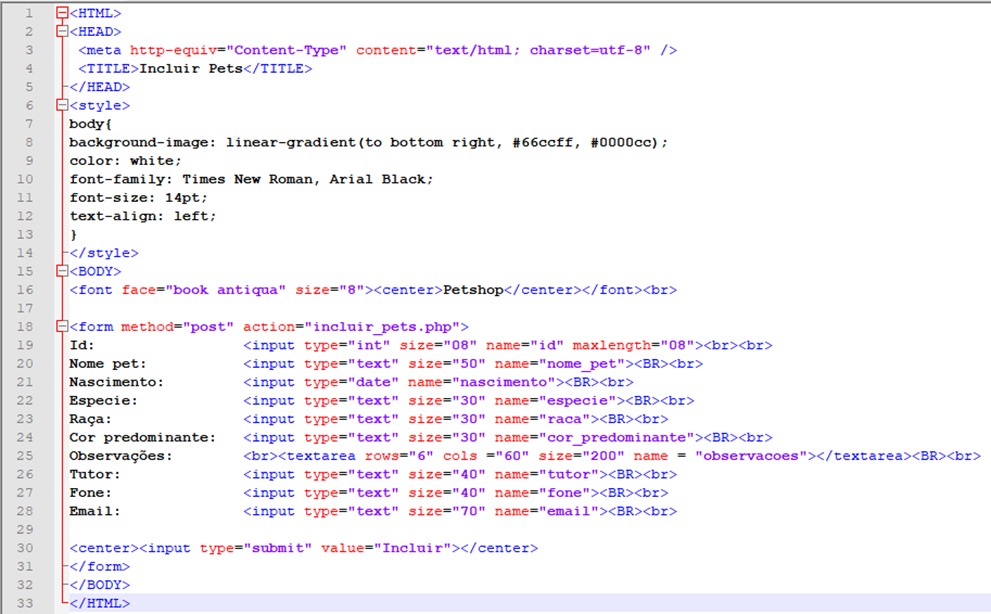 1 <HTML>
2 <HEAD>
3 <meta http-equiv="Content-Type" content="text/html; charset=utf-8" />
4 <TITLE>Incluir Pets</TITLE>
5 </HEAD>
6 <style>
7 body{
8 background-image: linear-gradient(to bottom right, #66ccff, #0000cc);
9 color: white;
10 font-family: Times New Roman, Arial Black;
11 font-size: 14pt;
12 text-align: left;
13 }
14 </style>
15 <BODY>
16 <font face="book antiqua" size="8"><center>Petshop</center></font><br>
17
18 <form method="post" action="incluir_pets.php">
19 Id: <input type="int" size="08" name="id" maxlength="08"><br><br>
20 Nome pet: <input type="text" size="50" name="nome_pet"><BR><br>
21 Nascimento: <input type="date" name="nascimento"><BR><br>
22 Especie: <input type="text" size="30" name="especie"><BR><br>
23 Raça: <input type="text" size="30" name="raca"><BR><br>
24 Cor predominante: <input type="text" size="30" name="cor_predominante"><BR><br>
25 Observações: <br><textarea rows="6" cols ="60" size="200" name = "observacoes"></textarea><BR><br>
26 Tutor: <input type="text" size="40" name="tutor"><BR><br>
27 Fone: <input type="text" size="40" name="fone"><BR><br>
28 Email: <input type="text" size="70" name="email"><BR><br>
29
30 <center><input type="submit" value="Incluir"></center>
31 </form>
32 </BODY>
33 </HTML>